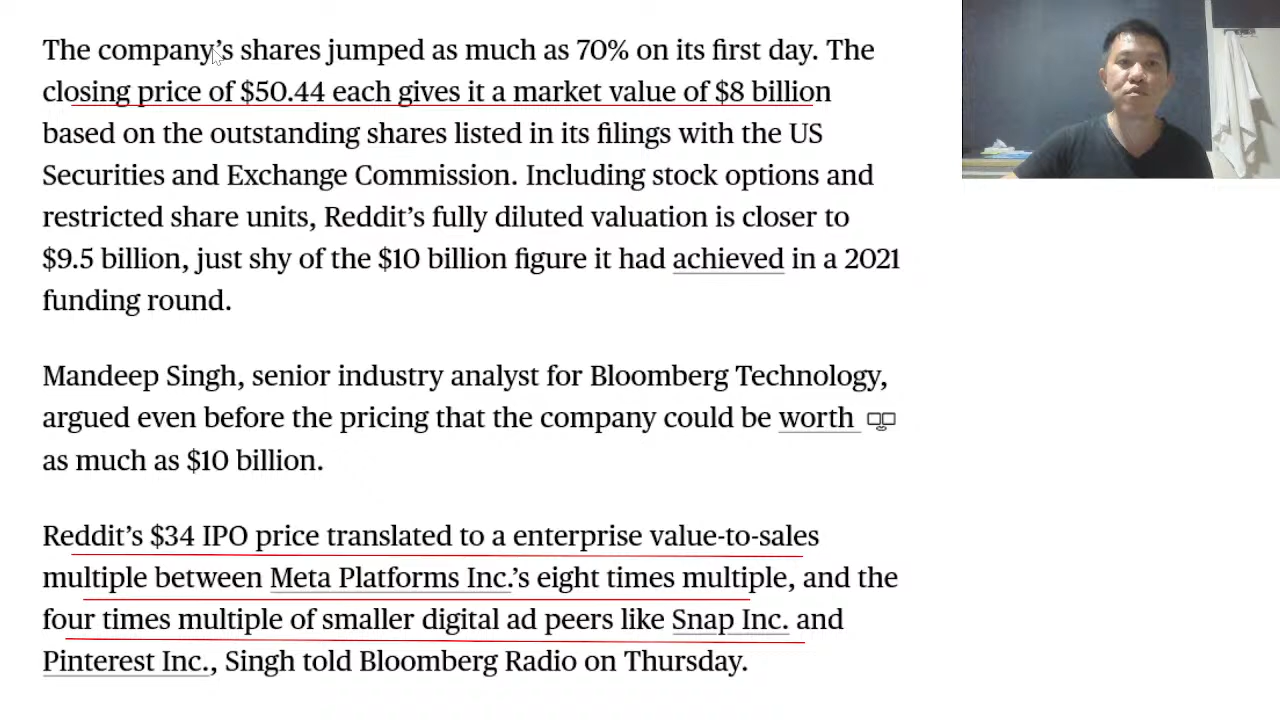 The company’s shares jumped as much as 70% on its first day. The
closing price of $50.44 each gives it a market value of $8 billion
based on the outstanding shares listed in its filings with the US
Securities and Exchange Commission. Including stock options and
restricted share units, Reddit’s fully diluted valuation is closer to
$9.5 billion, just shy of the $10 billion figure it had achieved in a 2021
funding round.
Mandeep Singh, senior industry analyst for Bloomberg Technology,
argued even before the pricing that the company could be worth
as much as $10 billion.
Reddit’s $34 IPO price translated to a enterprise value-to-sales
multiple between Meta Platforms Inc.’s eight times multiple, and the
four times multiple of smaller digital ad peers like Snap Inc. and
Pinterest Inc., Singh told Bloomberg Radio on Thursday.